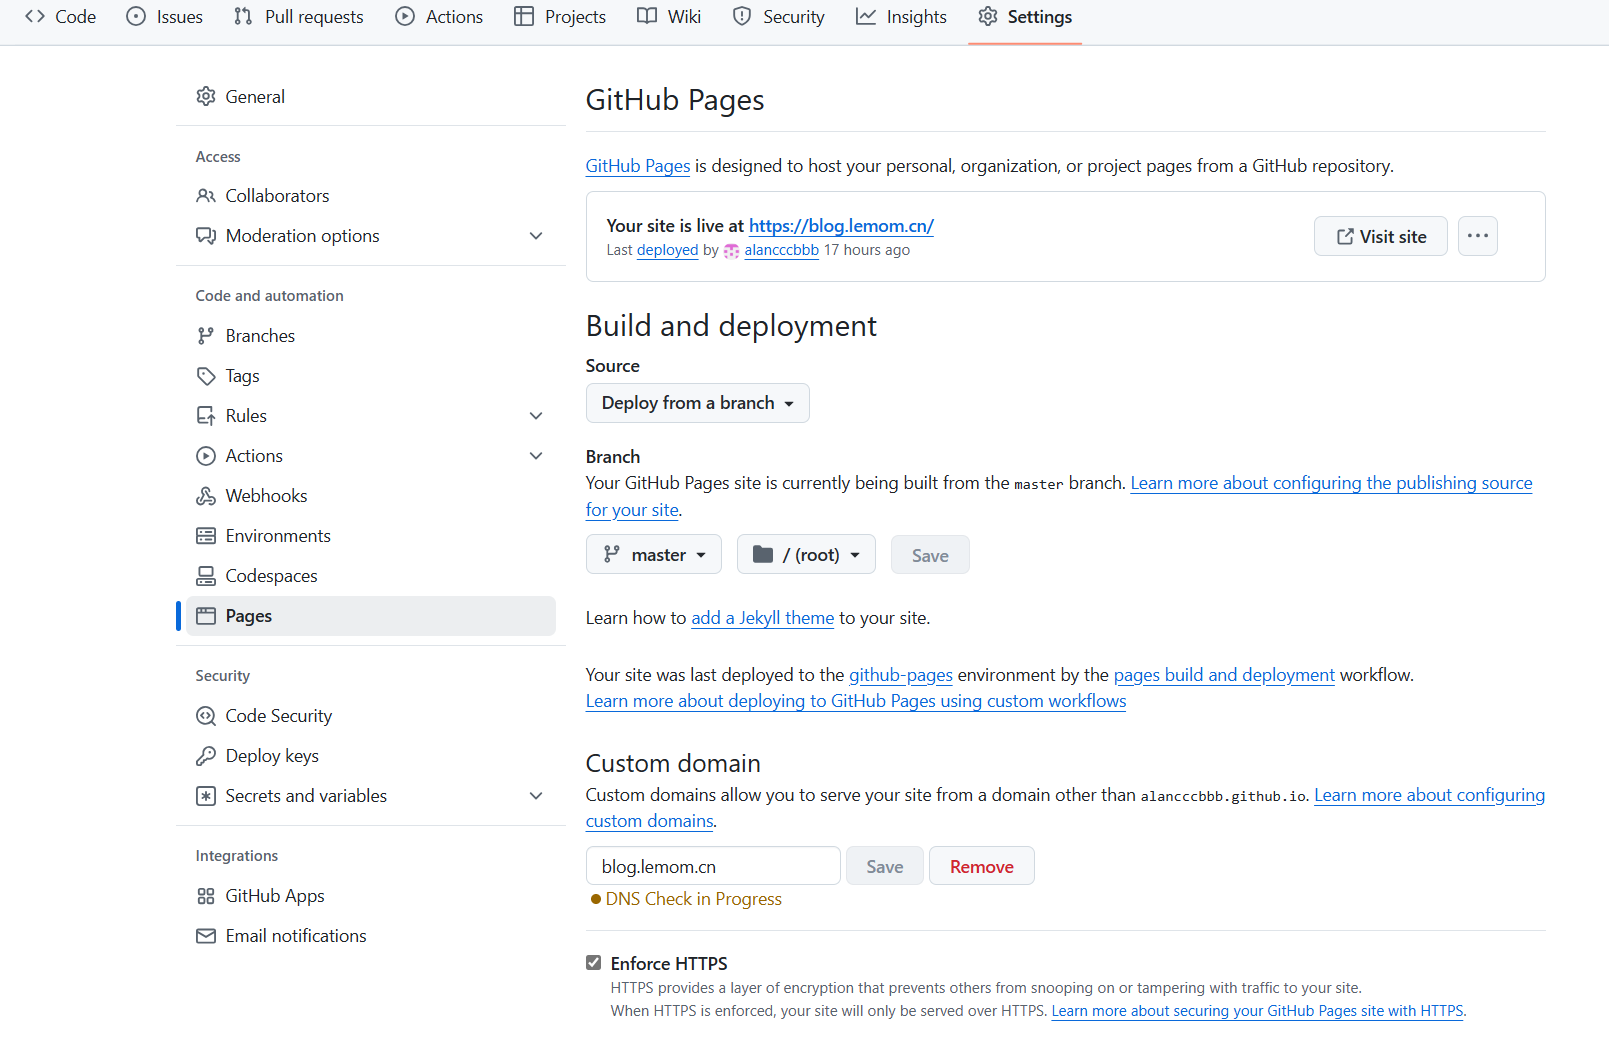 Code Issues Pull requests Actions Projects Wiki Security Insights Settings
General
Access
Collaborators
Moderation options
Code and automation
Branches
Tags
Rules
Actions
Webhooks
Environments
Codespaces
Pages
Security
Code Security
Deploy keys
Secrets and variables
Integrations
GitHub Apps
Email notifications
GitHub Pages
GitHub Pages is designed to host your personal, organization, or project pages from a GitHub repository.
Your site is live at https://blog.lemom.cn/
Last deployed by alancccbbb 17 hours ago
Visit site
Build and deployment
Source
Deploy from a branch
Branch
Your GitHub Pages site is currently being built from the master branch. Learn more about configuring the publishing source
for your site.
master / (root) Save
Learn how to add a Jekyll theme to your site.
Your site was last deployed to the github-pages environment by the pages build and deployment workflow.
Learn more about deploying to GitHub Pages using custom workflows
Custom domain
Custom domains allow you to serve your site from a domain other than alancccbbb.github.io. Learn more about configuring
custom domains.
blog.lemom.cn Save Remove
DNS Check in Progress
Enforce HTTPS
HTTPS provides a layer of encryption that prevents others from snooping on or tampering with traffic to your site.
When HTTPS is enforced, your site will only be served over HTTPS. Learn more about securing your GitHub Pages site with HTTPS.